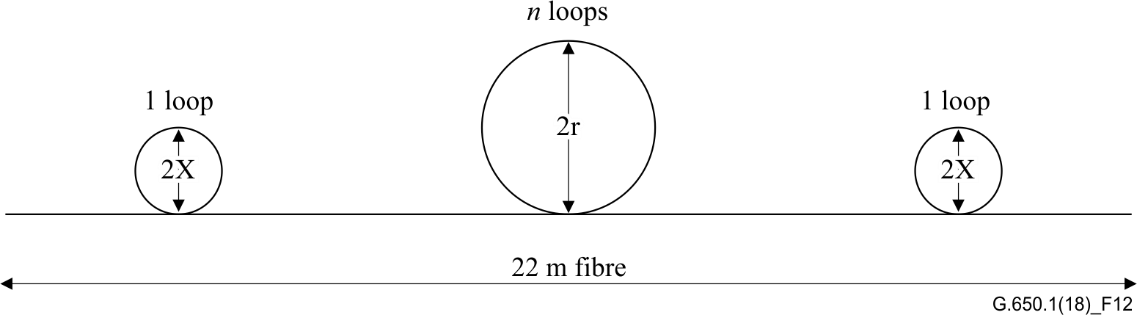 n loops
1 loop
1 loop
2r
2X
2X
22 m fibre
G.650.1(18)_F12